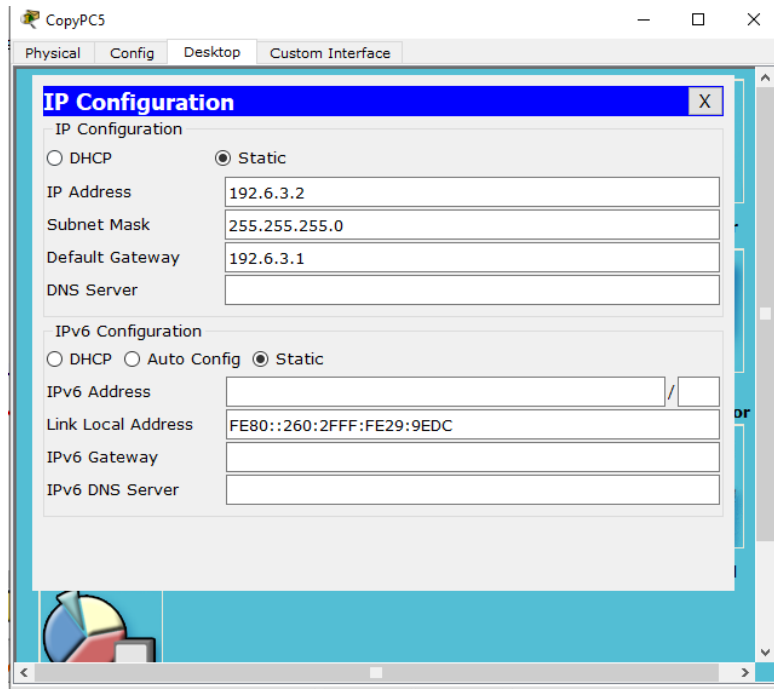 CopyPC5
Physical Config Desktop Custom Interface
IP Configuration X
IP Configuration
DHCP Static
IP Address 192.6.3.2
Subnet Mask 255.255.255.0
Default Gateway 192.6.3.1
DNS Server
IPv6 Configuration
DHCP Auto Config Static
IPv6 Address /
Link Local Address FE80::260:2FFF:FE29:9EDC
IPv6 Gateway
IPv6 DNS Server
or